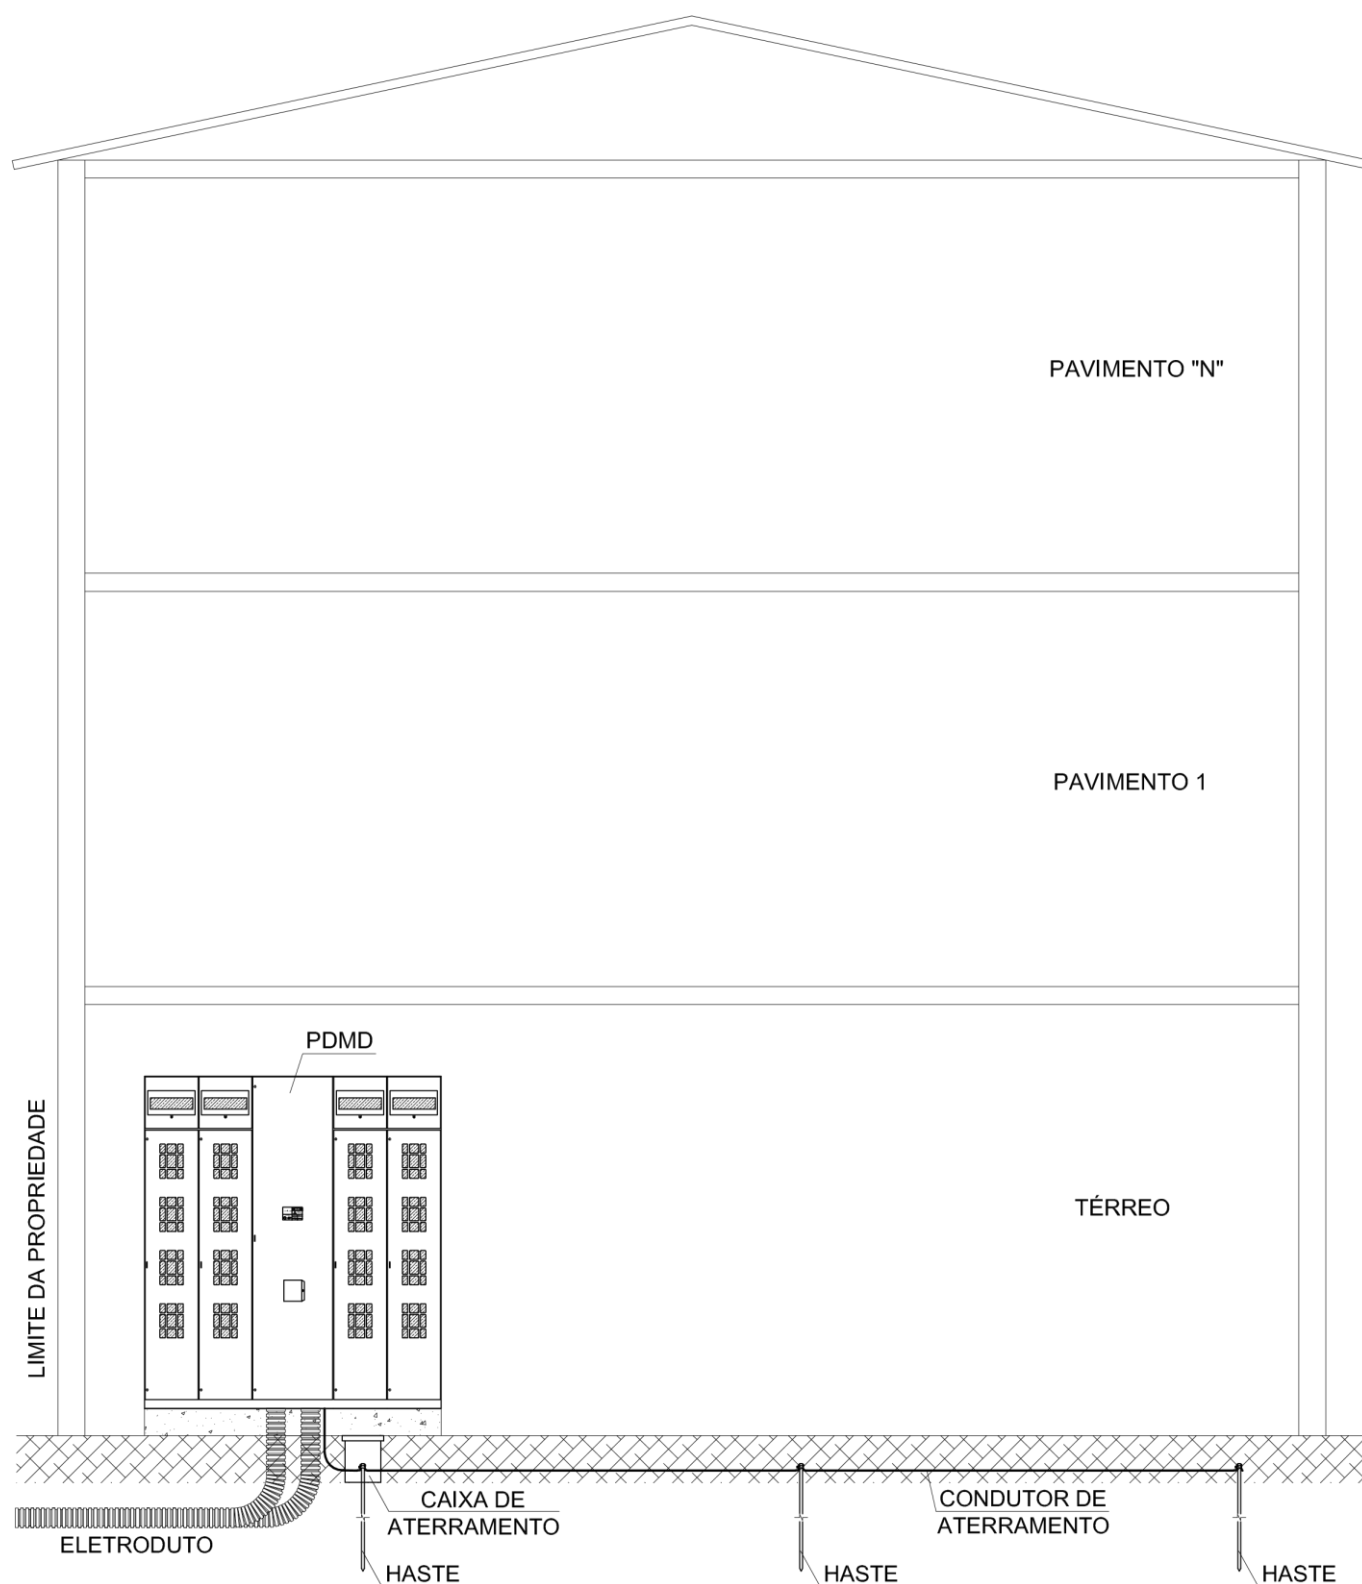 PAVIMENTO "N"
PAVIMENTO 1
PDMD
LIMITE DA PROPRIEDADE
TÉRREO
CAIXA DE
ATERRAMENTO
CONDUTOR DE
ATERRAMENTO
ELETRODUTO
HASTE
HASTE
HASTE